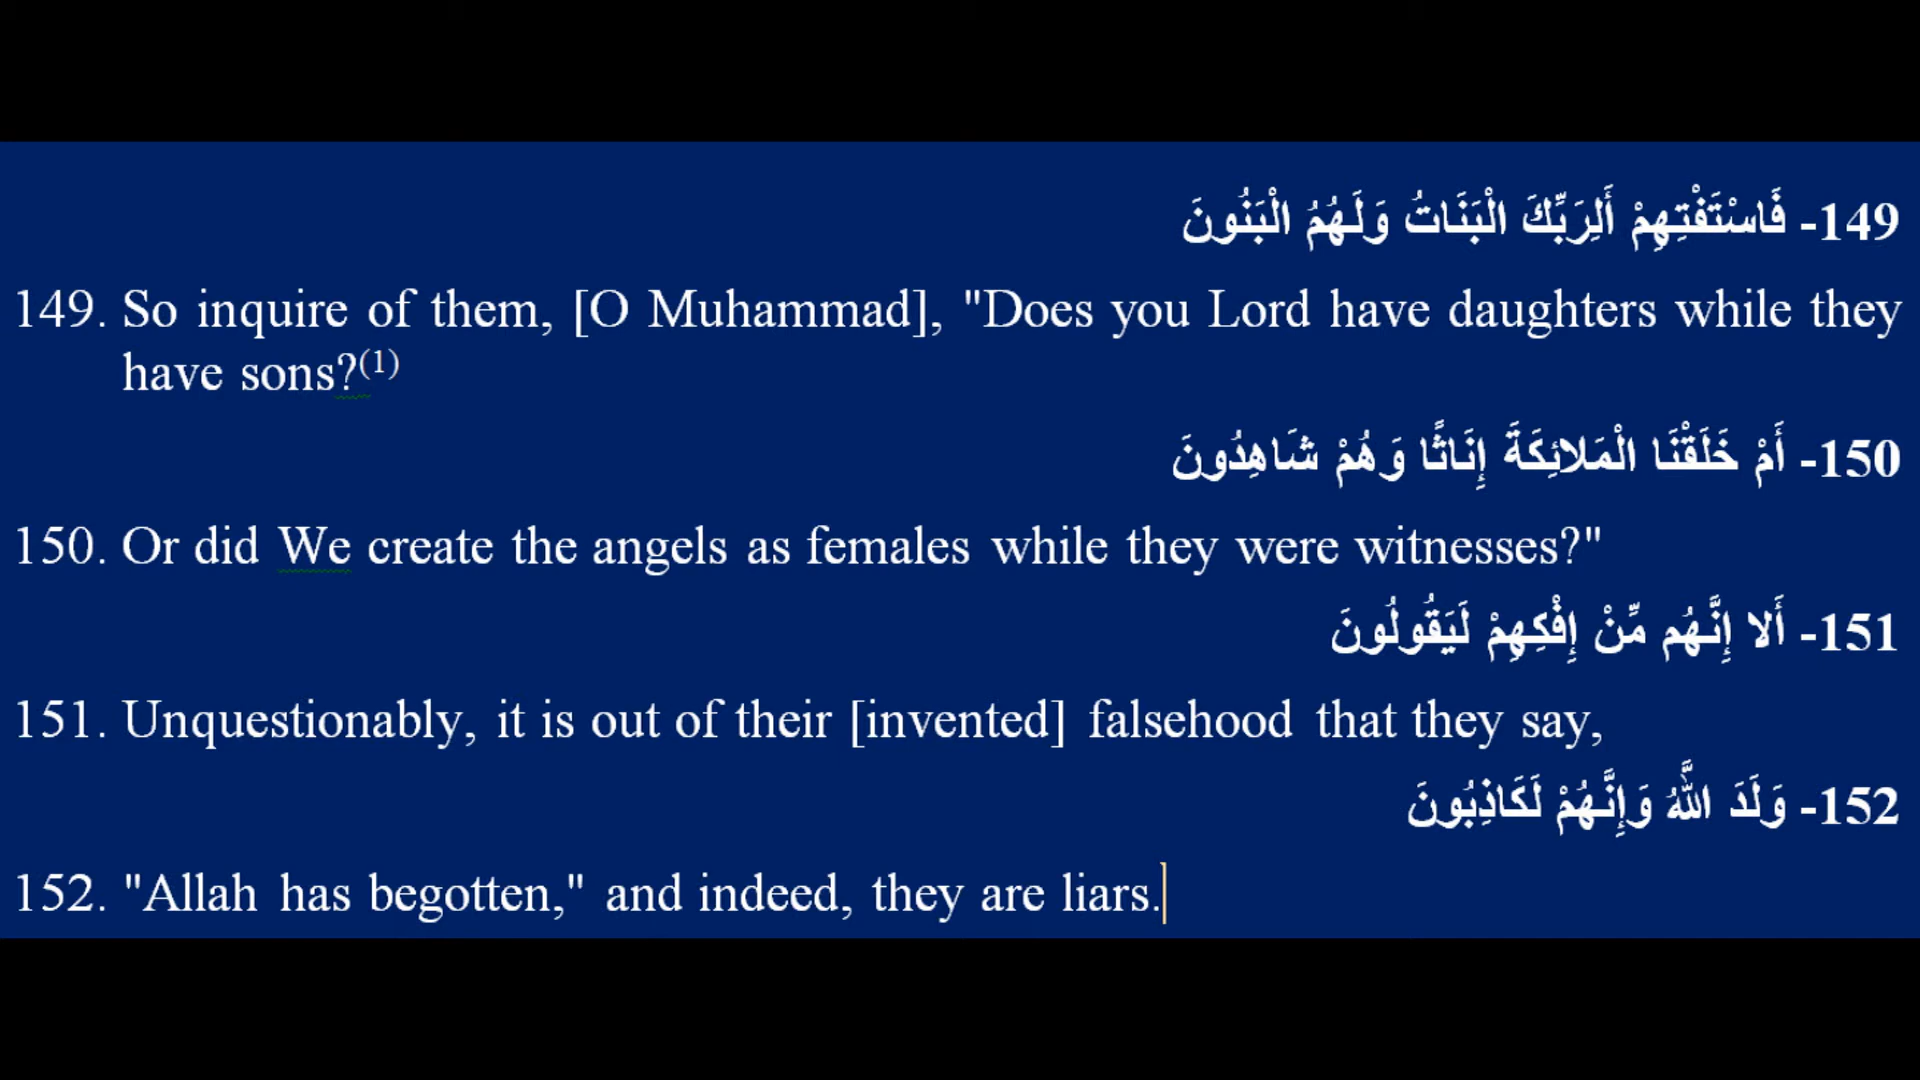 149- فَاسْتَفْتِهِمْ أَلِرَبِّكَ الْبَنَاتُ وَلَهُمُ الْبَنُونَ
149. So inquire of them, [O Muhammad], "Does you Lord have daughters while they
have sons?(1)
150- أَمْ خَلَقْنَا الْمَلائِكَةَ إِنَاثًا وَهُمْ شَاهِدُونَ
150. Or did We create the angels as females while they were witnesses?"
151- أَلا إِنَّهُم مِّنْ إِفْكِهِمْ لَيَقُولُونَ
151. Unquestionably, it is out of their [invented] falsehood that they say,
152- وَلَدَ اللَّهُ وَإِنَّهُمْ لَكَاذِبُونَ
152. "Allah has begotten," and indeed, they are liars.